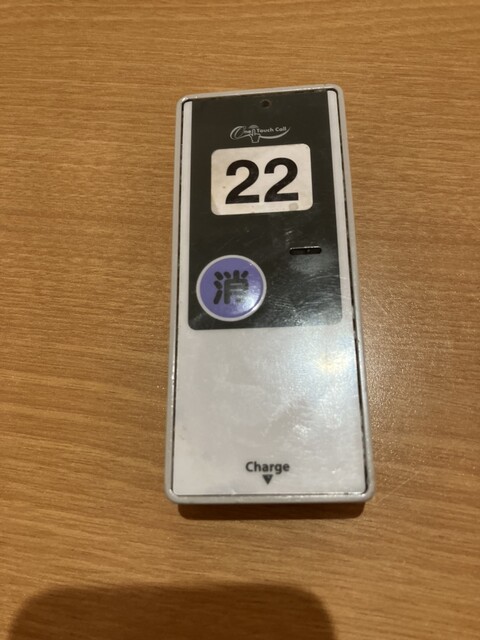 One Touch Call
22
消
Charge